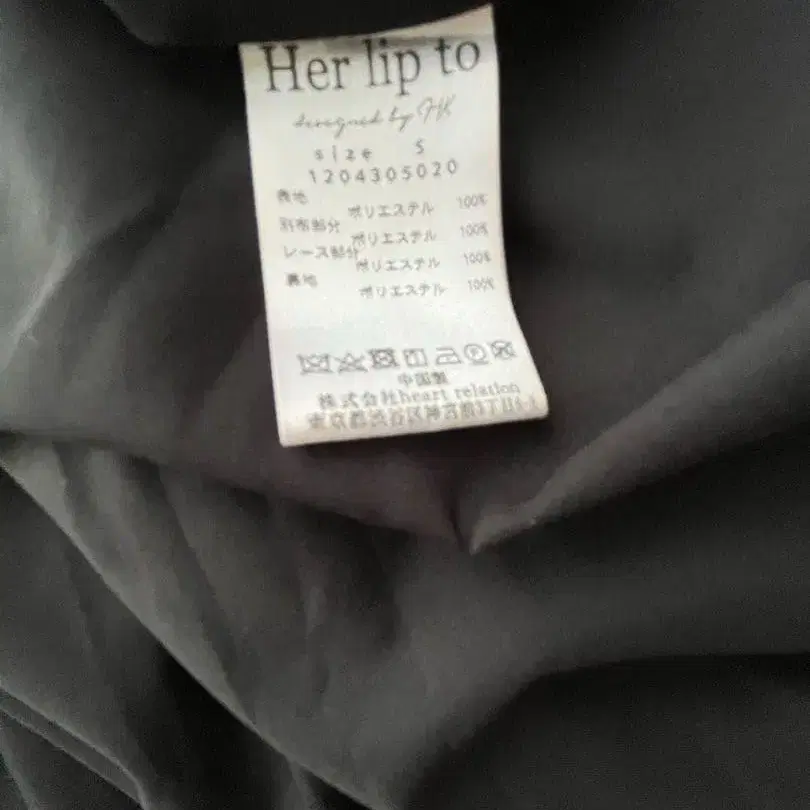 Her lip to
designed by HK
size S
1204305020
表地 ポリエステル 100%
別布部分 ポリエステル 100%
レース部分 ポリエステル 100%
裏地 ポリエステル 100%
中国製
株式会社heart relation
東京都渋谷区神宮前3丁目